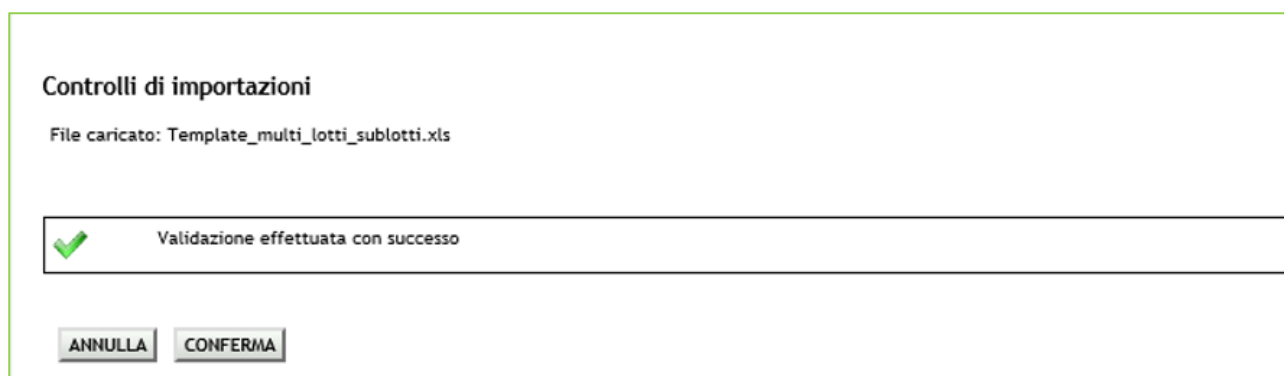 Controlli di importazioni
File caricato: Template_multi_lotti_sublotti.xls
Validazione effettuata con successo
ANNULLA CONFERMA